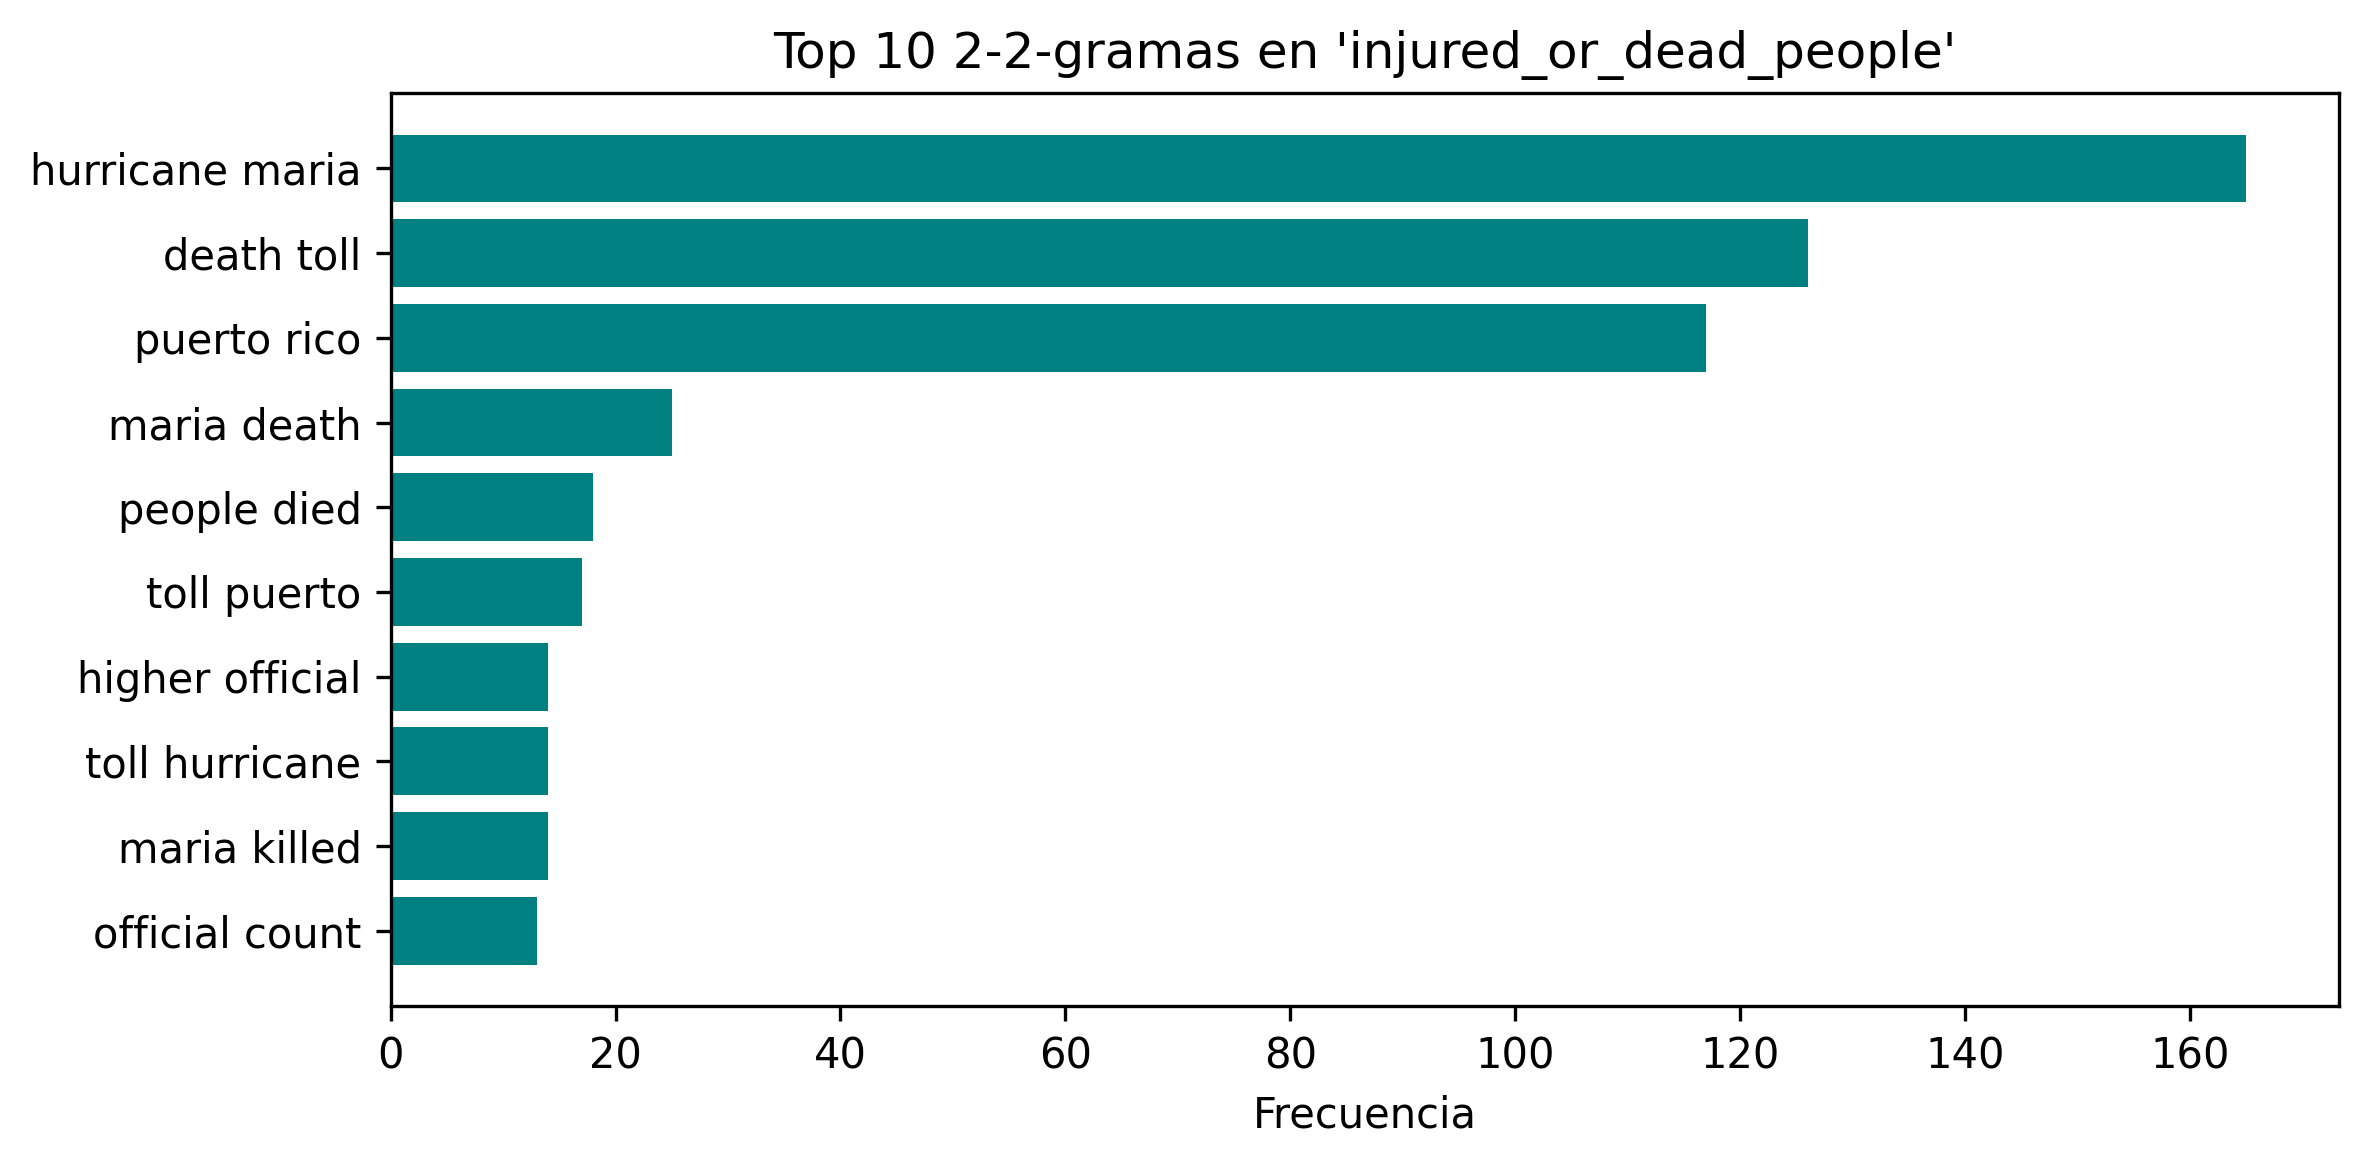 Top 10 2-2-gramas en 'injured_or_dead_people'
hurricane maria
death toll
puerto rico
maria death
people died
toll puerto
higher official
toll hurricane
maria killed
official count
0 20 40 60 80 100 120 140 160
Frecuencia